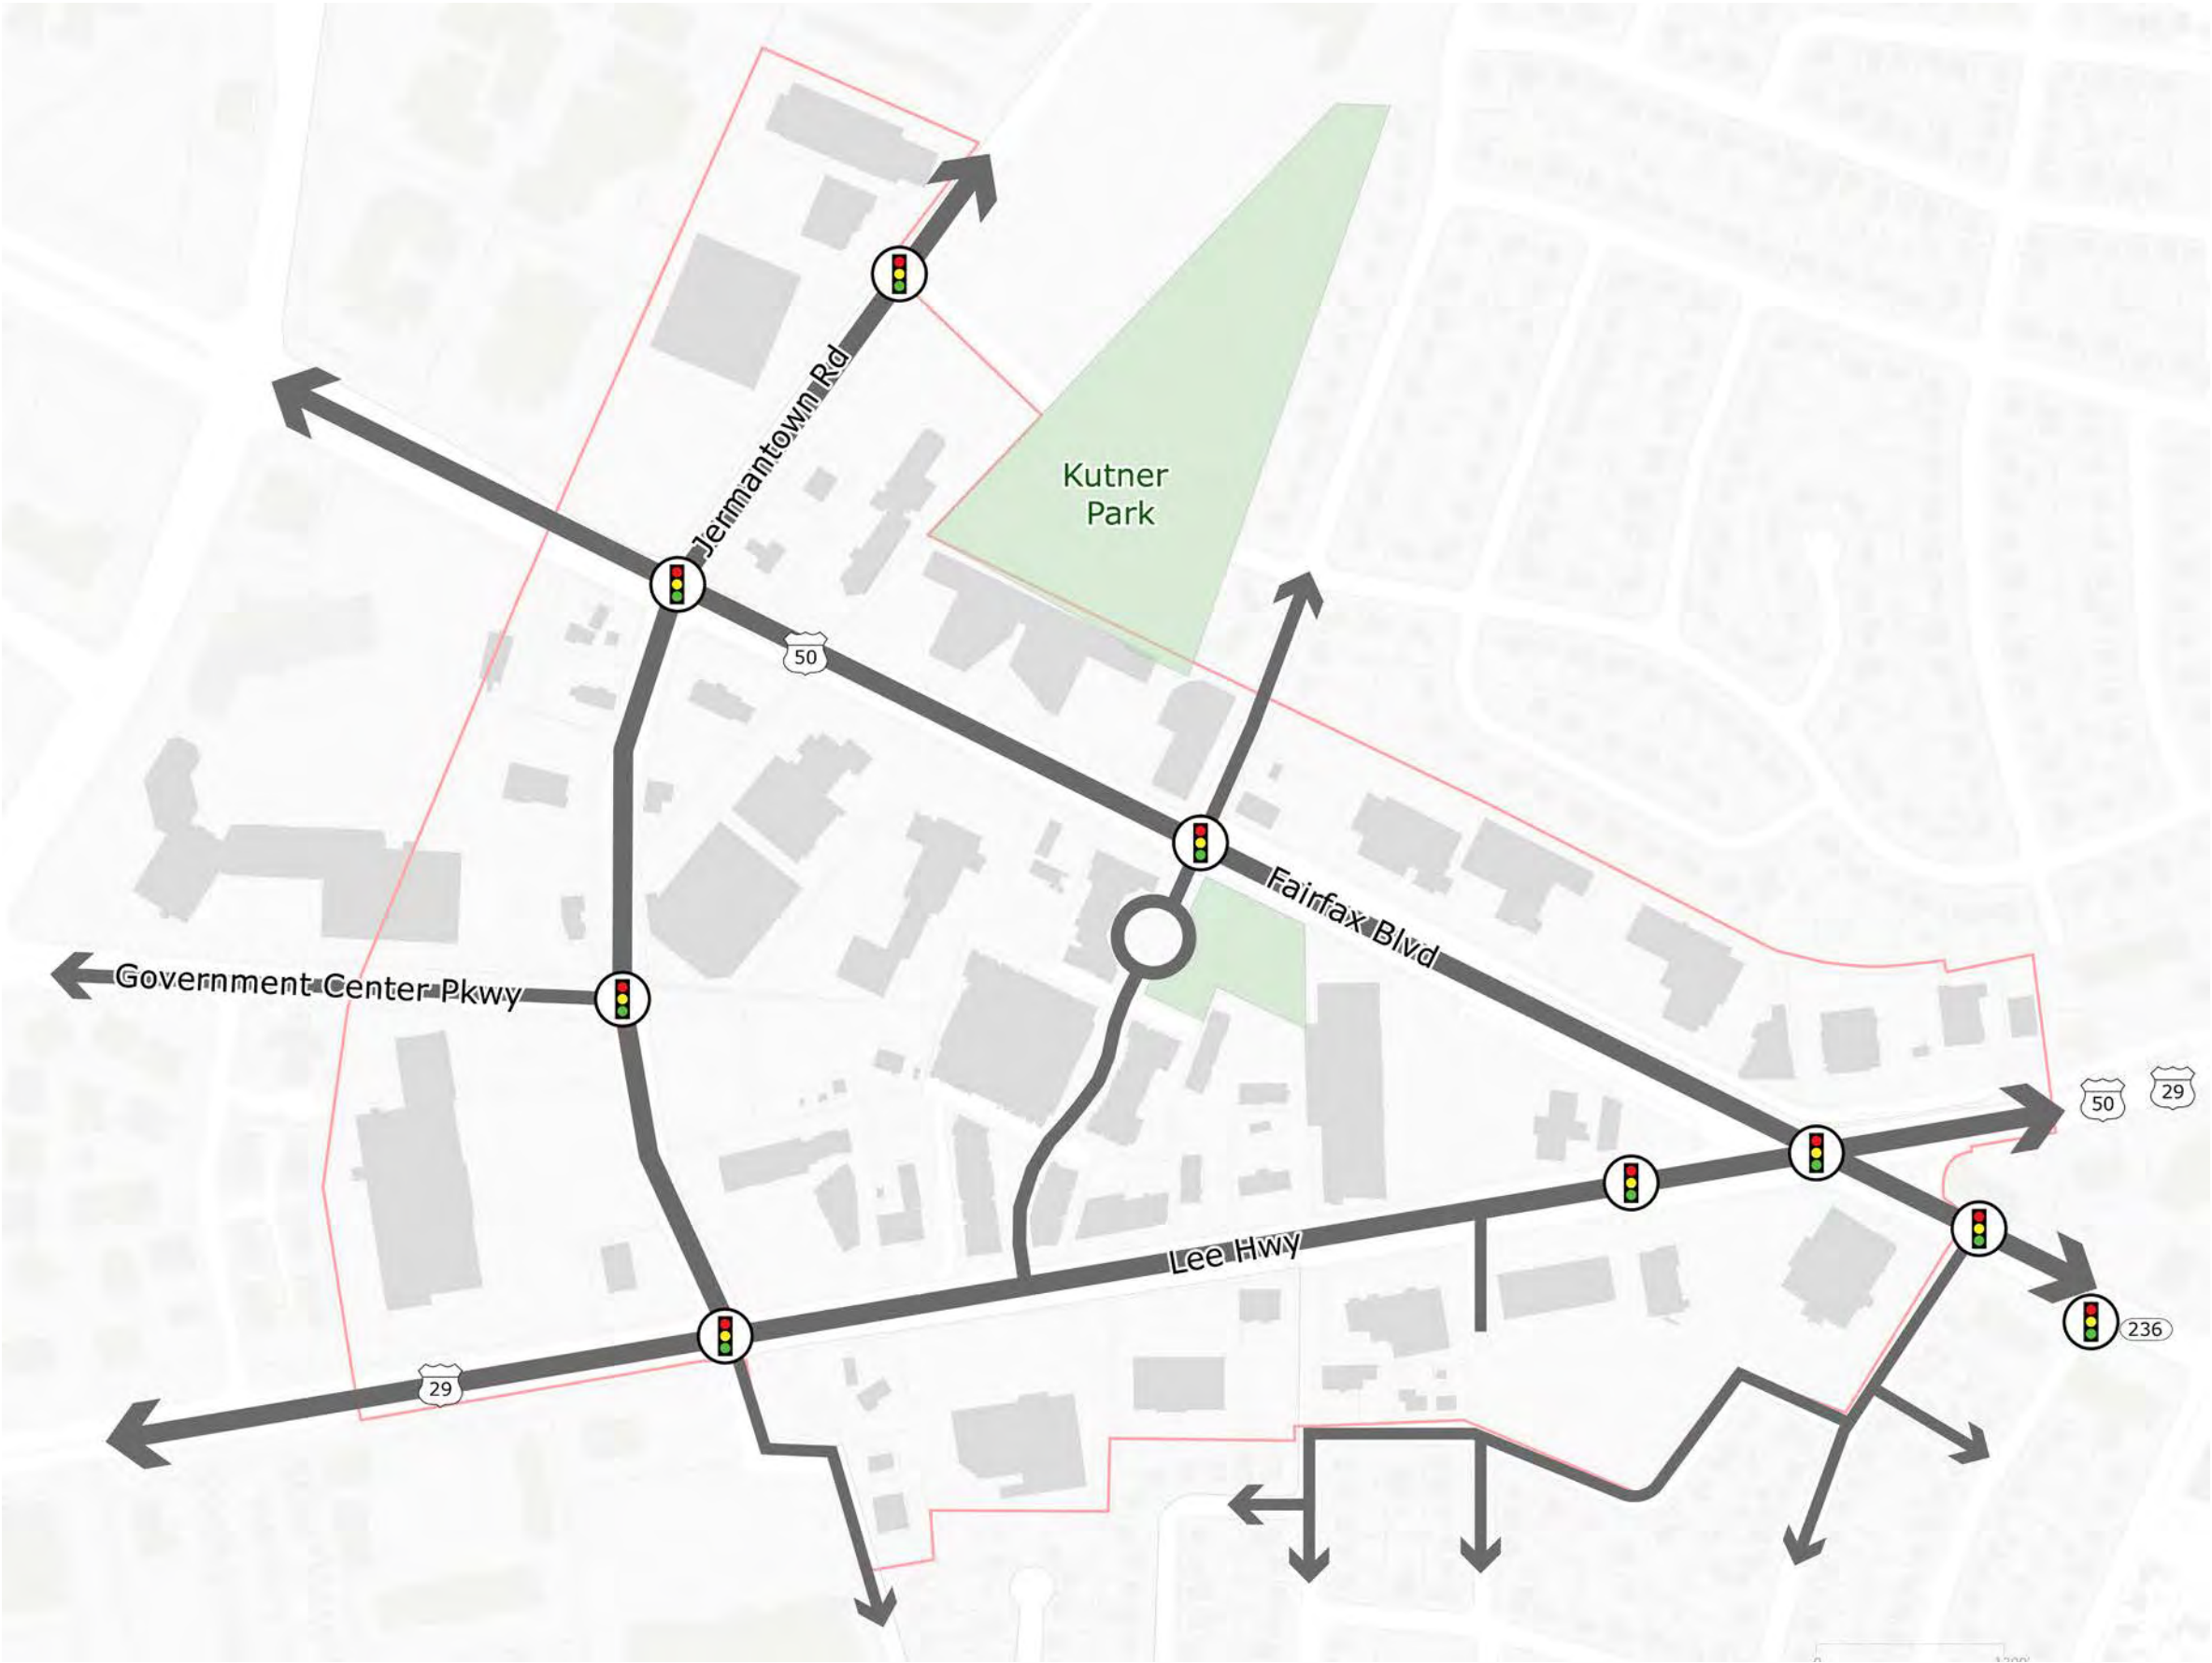 Jermantown Rd
Kutner
Park
50
Fairfax Blvd
Government Center Pkwy
50
29
Lee Hwy
236
29